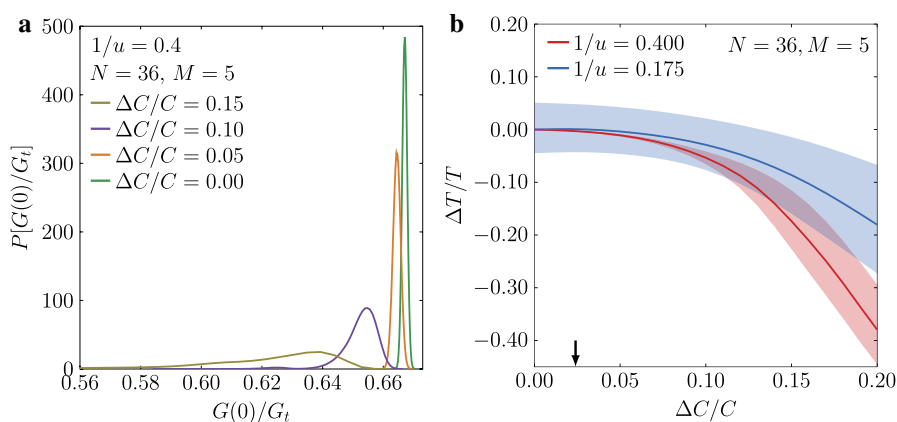 a
1/u = 0.4
N = 36, M = 5
ΔC/C = 0.15
ΔC/C = 0.10
ΔC/C = 0.05
ΔC/C = 0.00
500
400
300
200
100
0
P[G(0)/G_t]
0.56 0.58 0.60 0.62 0.64 0.66
G(0)/G_t
b
1/u = 0.400
1/u = 0.175
N = 36, M = 5
0.20
0.10
0.00
−0.10
−0.20
−0.30
−0.40
ΔT/T
0.00 0.05 0.10 0.15 0.20
ΔC/C